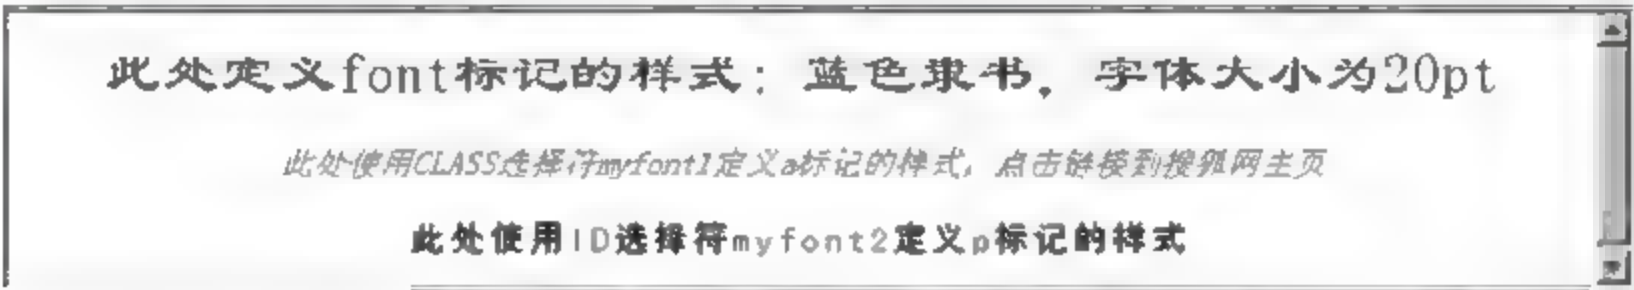 此处定义font标记的样式：蓝色隶书，字体大小为20pt
此处使用CLASS选择符myfont1定义a标记的样式，点击链接到搜狐网主页
此处使用ID选择符myfont2定义p标记的样式